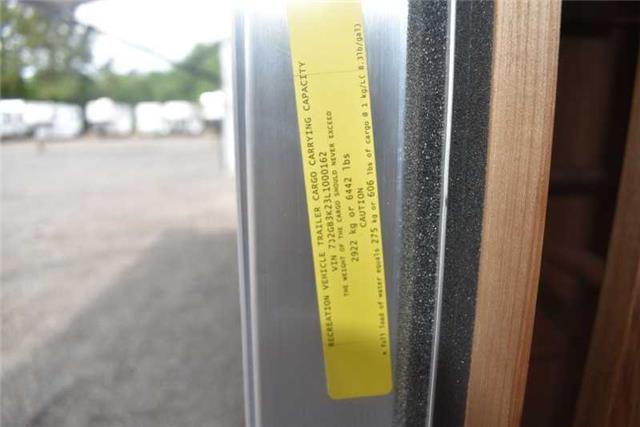 RECREATION VEHICLE TRAILER CARGO CARRYING CAPACITY
VIN 7J2GB3K23L1000162
THE WEIGHT OF THE CARGO SHOULD NEVER EXCEED
2922 kg or 6442 lbs
CAUTION
A full load of water equals 275 kg or 606 lbs of cargo @ 1 kg/L( 8.3lb/gal)